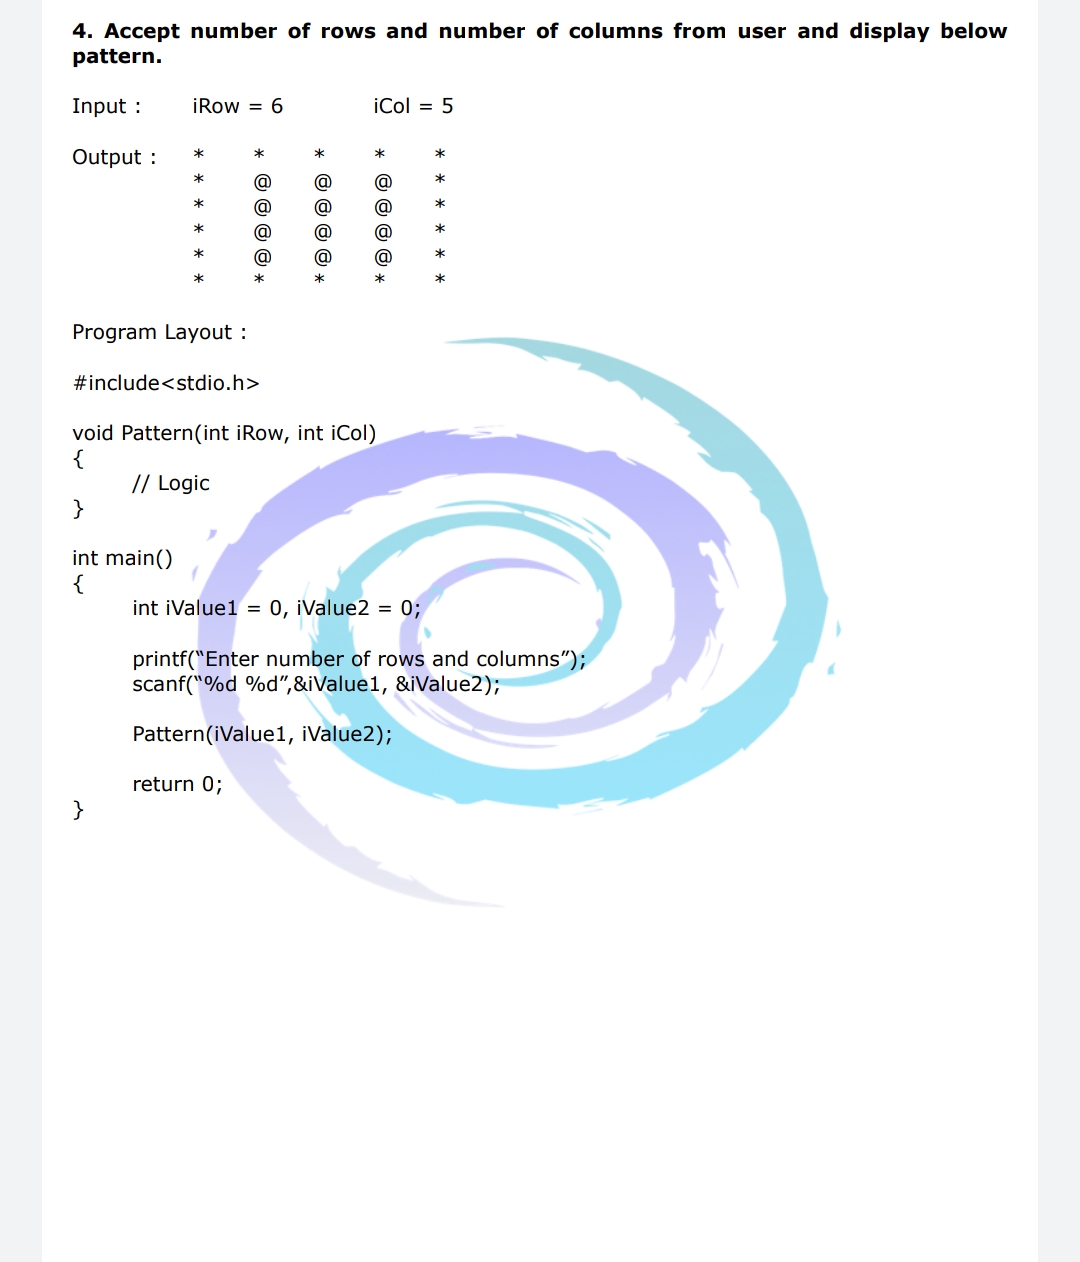 4. Accept number of rows and number of columns from user and display below
pattern.
Input : iRow = 6 iCol = 5
Output : * * * * *
* @ @ @ *
* @ @ @ *
* @ @ @ *
* @ @ @ *
* * * * *
Program Layout :
#include<stdio.h>
void Pattern(int iRow, int iCol)
{
// Logic
}
int main()
{
int iValue1 = 0, iValue2 = 0;
printf(“Enter number of rows and columns”);
scanf(“%d %d”,&iValue1, &iValue2);
Pattern(iValue1, iValue2);
return 0;
}